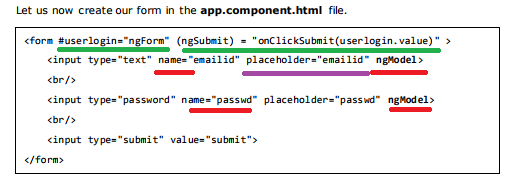 Let us now create our form in the app.component.html file.
<form #userlogin="ngForm" (ngSubmit) = "onClickSubmit(userlogin.value)" >
<input type="text" name="emailid" placeholder="emailid" ngModel>
<br/>
<input type="password" name="passwd" placeholder="passwd" ngModel>
<br/>
<input type="submit" value="submit">
</form>